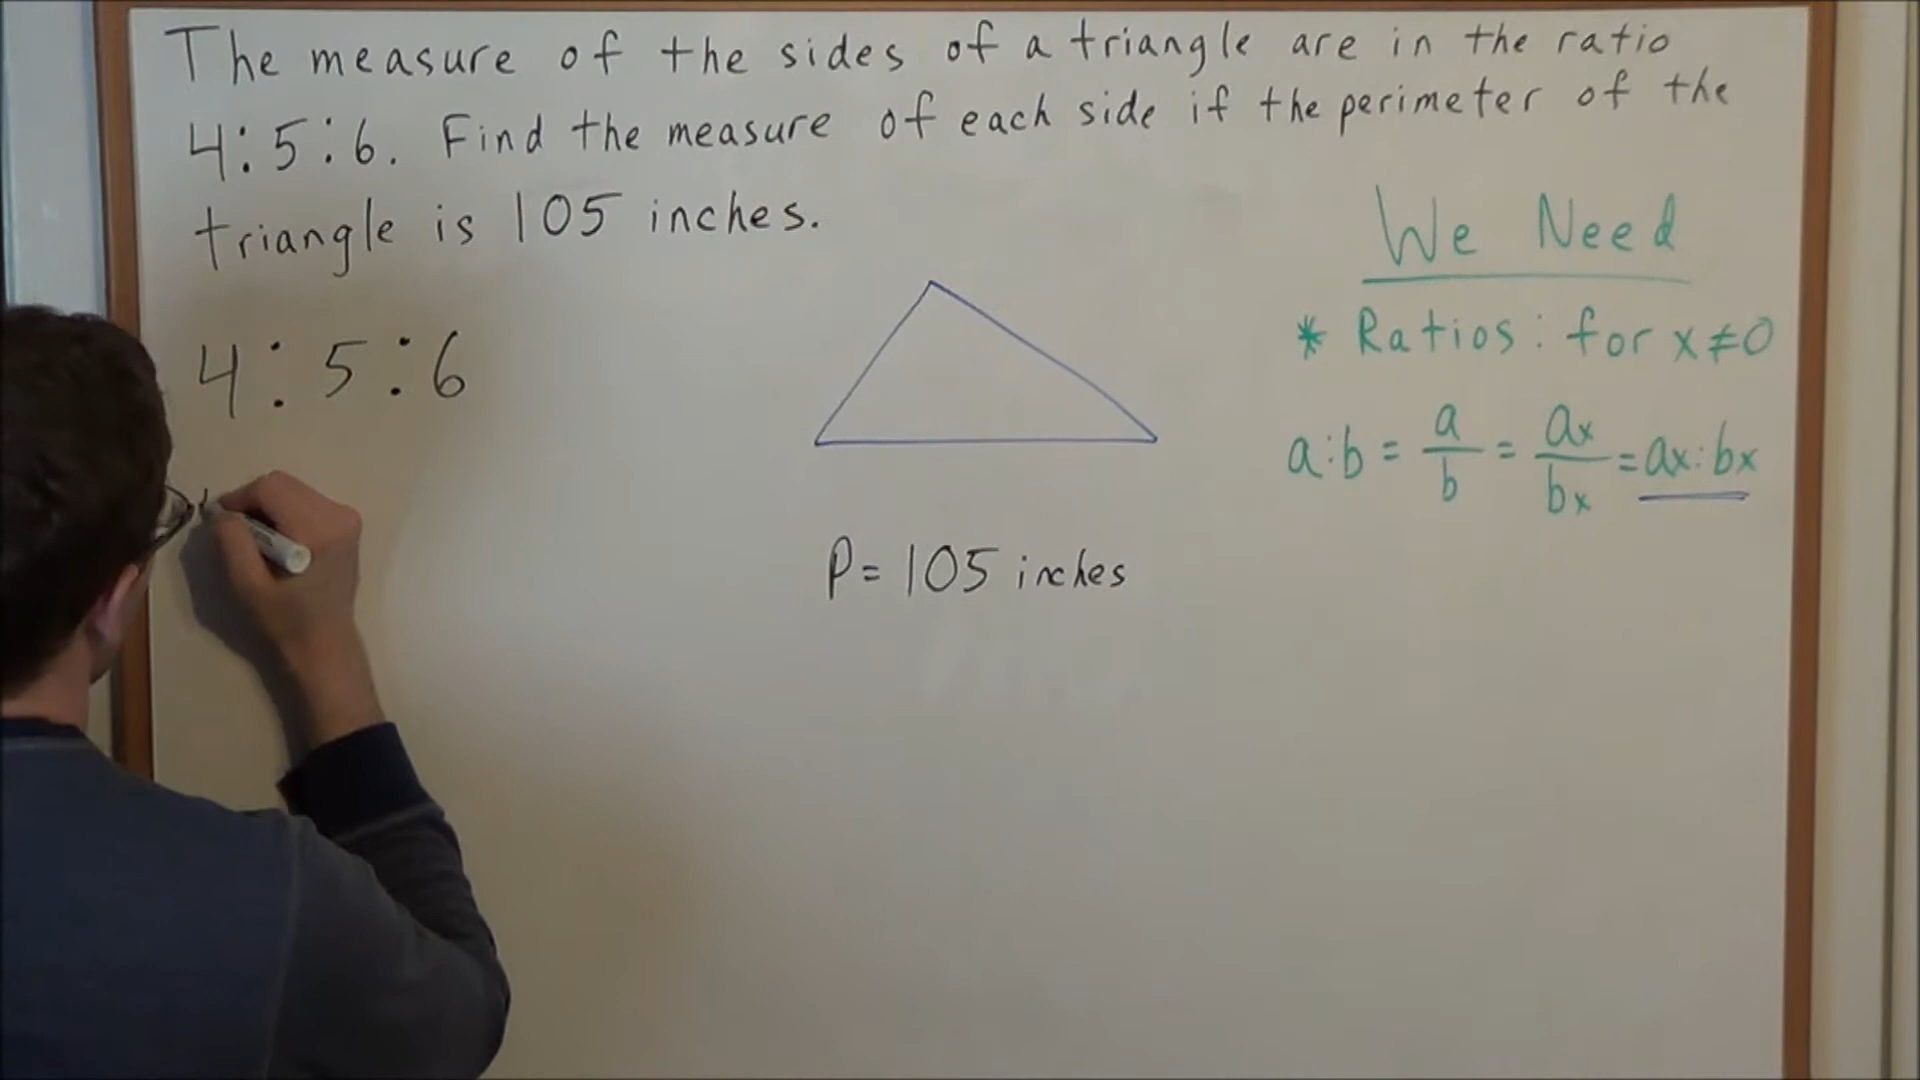 The measure of the sides of a triangle are in the ratio
4:5:6. Find the measure of each side if the perimeter of the
triangle is 105 inches.
4:5:6
P = 105 inches
We Need
* Ratios: for x≠0
a:b = a/b = ax/bx = ax:bx